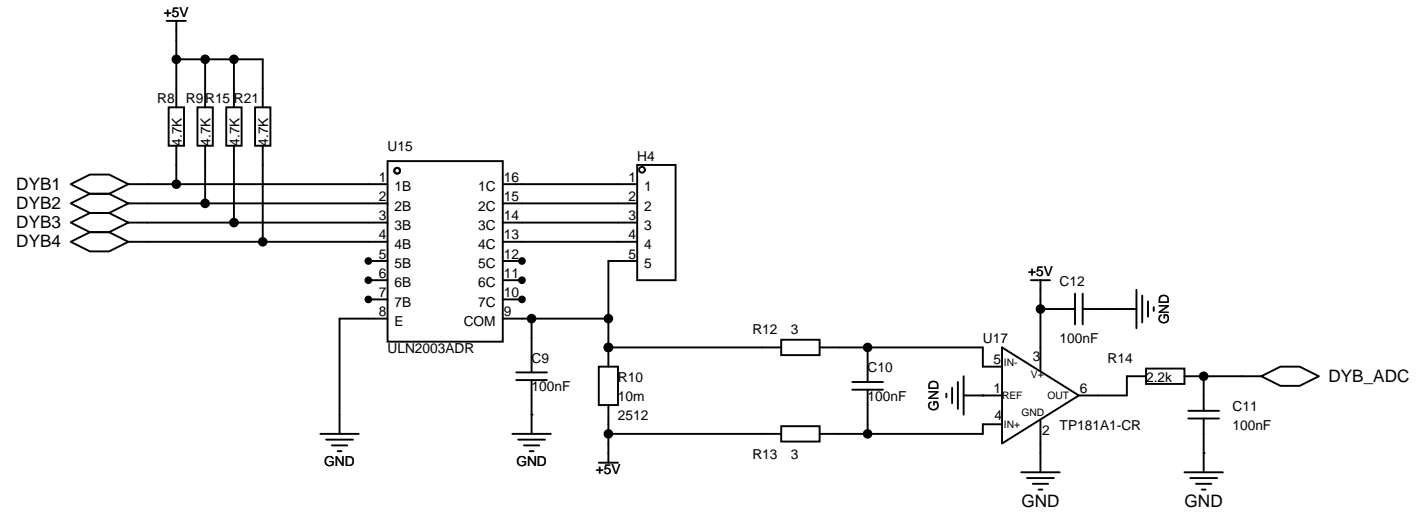 +5V
R8 R9 R15 R21
4.7K 4.7K 4.7K 4.7K
U15
H4
DYB1 1 1B 1C 16 1 1
DYB2 2 2B 2C 15 2 2
DYB3 3 3B 3C 14 3 3
DYB4 4 4B 4C 13 4 4
5 5B 5C 12 5 5
6 6B 6C 11
7 7B 7C 10
8 E COM 9
ULN2003ADR
GND
C9
100nF
GND
R10
10m
2512
+5V
R12 3
R13 3
C10
100nF
+5V
C12
100nF
GND
U17
5 IN-
3 V+
GND 1 REF
OUT 6
4 IN+
GND
2
TP181A1-CR
GND
R14
2.2k
DYB_ADC
C11
100nF
GND